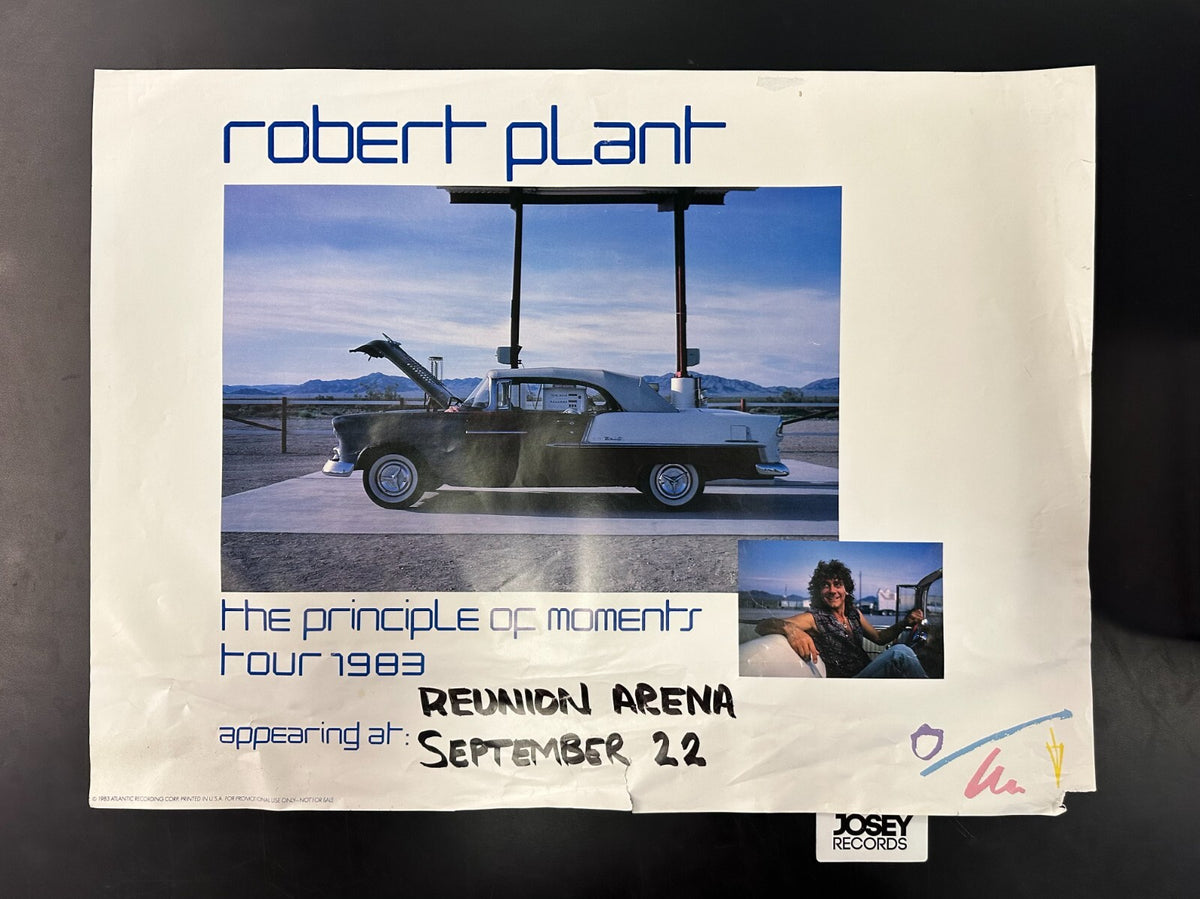 robert plant
the principle of moments
tour 1983
REUNION ARENA
appearing at:
SEPTEMBER 22
© 1983 ATLANTIC RECORDING CORP. PRINTED IN U.S.A. FOR PROMOTIONAL USE ONLY—NOT FOR SALE
JOSEY
RECORDS